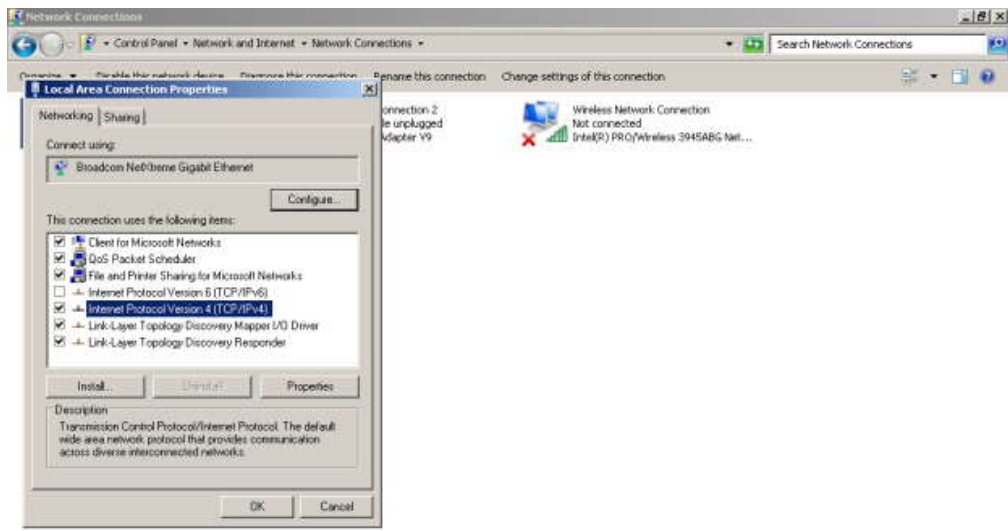 Network Connections
Control Panel Network and Internet Network Connections
Search Network Connections
Organize Disable this network device Diagnose this connection Rename this connection Change settings of this connection
Local Area Connection Properties
Networking Sharing
Connect using:
Broadcom NetXtreme Gigabit Ethernet
Configure...
This connection uses the following items:
Client for Microsoft Networks
QoS Packet Scheduler
File and Printer Sharing for Microsoft Networks
Internet Protocol Version 6 (TCP/IPv6)
Internet Protocol Version 4 (TCP/IPv4)
Link-Layer Topology Discovery Mapper I/O Driver
Link-Layer Topology Discovery Responder
Install... Uninstall Properties
Description
Transmission Control Protocol/Internet Protocol. The default
wide area network protocol that provides communication
across diverse interconnected networks.
OK Cancel
onnection 2
le unplugged
Adapter V9
Wireless Network Connection
Not connected
Intel(R) PRO/Wireless 3945ABG Net...